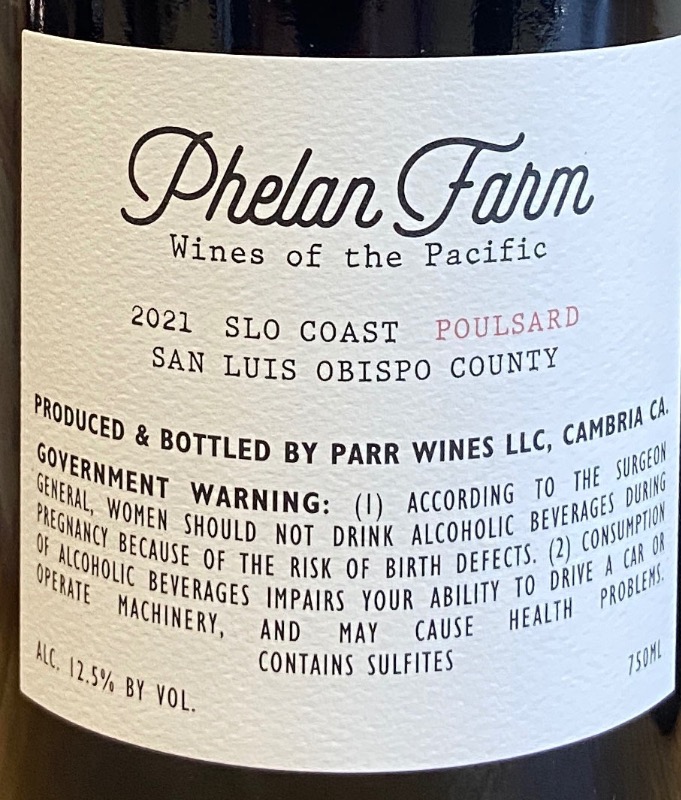 Phelan Farm
Wines of the Pacific
2021 SLO COAST POULSARD
SAN LUIS OBISPO COUNTY
PRODUCED & BOTTLED BY PARR WINES LLC, CAMBRIA CA.
GOVERNMENT WARNING: (1) ACCORDING TO THE SURGEON
GENERAL, WOMEN SHOULD NOT DRINK ALCOHOLIC BEVERAGES DURING
PREGNANCY BECAUSE OF THE RISK OF BIRTH DEFECTS. (2) CONSUMPTION
OF ALCOHOLIC BEVERAGES IMPAIRS YOUR ABILITY TO DRIVE A CAR OR
OPERATE MACHINERY, AND MAY CAUSE HEALTH PROBLEMS.
CONTAINS SULFITES
ALC. 12.5% BY VOL. 750ML